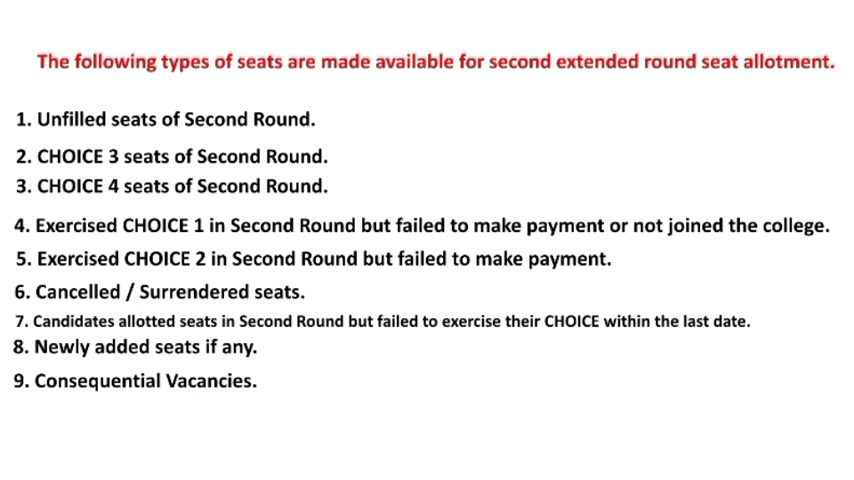 The following types of seats are made available for second extended round seat allotment.
1. Unfilled seats of Second Round.
2. CHOICE 3 seats of Second Round.
3. CHOICE 4 seats of Second Round.
4. Exercised CHOICE 1 in Second Round but failed to make payment or not joined the college.
5. Exercised CHOICE 2 in Second Round but failed to make payment.
6. Cancelled / Surrendered seats.
7. Candidates allotted seats in Second Round but failed to exercise their CHOICE within the last date.
8. Newly added seats if any.
9. Consequential Vacancies.